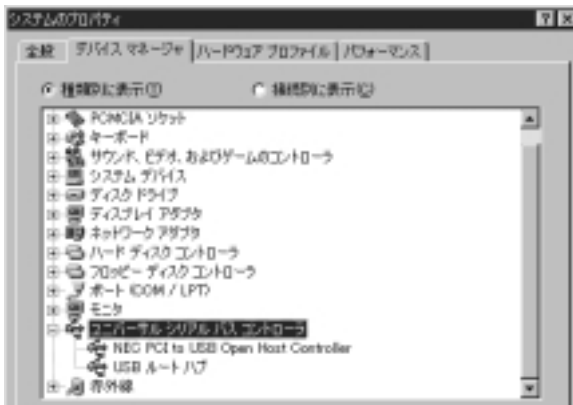 システムのプロパティ
全般 デバイス マネージャ ハードウェア プロファイル パフォーマンス
種類別に表示(T) 接続別に表示(C)
PCMCIA ソケット
キーボード
サウンド、ビデオ、およびゲームのコントローラ
システム デバイス
ディスク ドライブ
ディスプレイ アダプタ
ネットワーク アダプタ
ハード ディスク コントローラ
フロッピー ディスク コントローラ
ポート (COM / LPT)
モニタ
ユニバーサル シリアル バス コントローラ
NEC PCI to USB Open Host Controller
USB ルート ハブ
赤外線